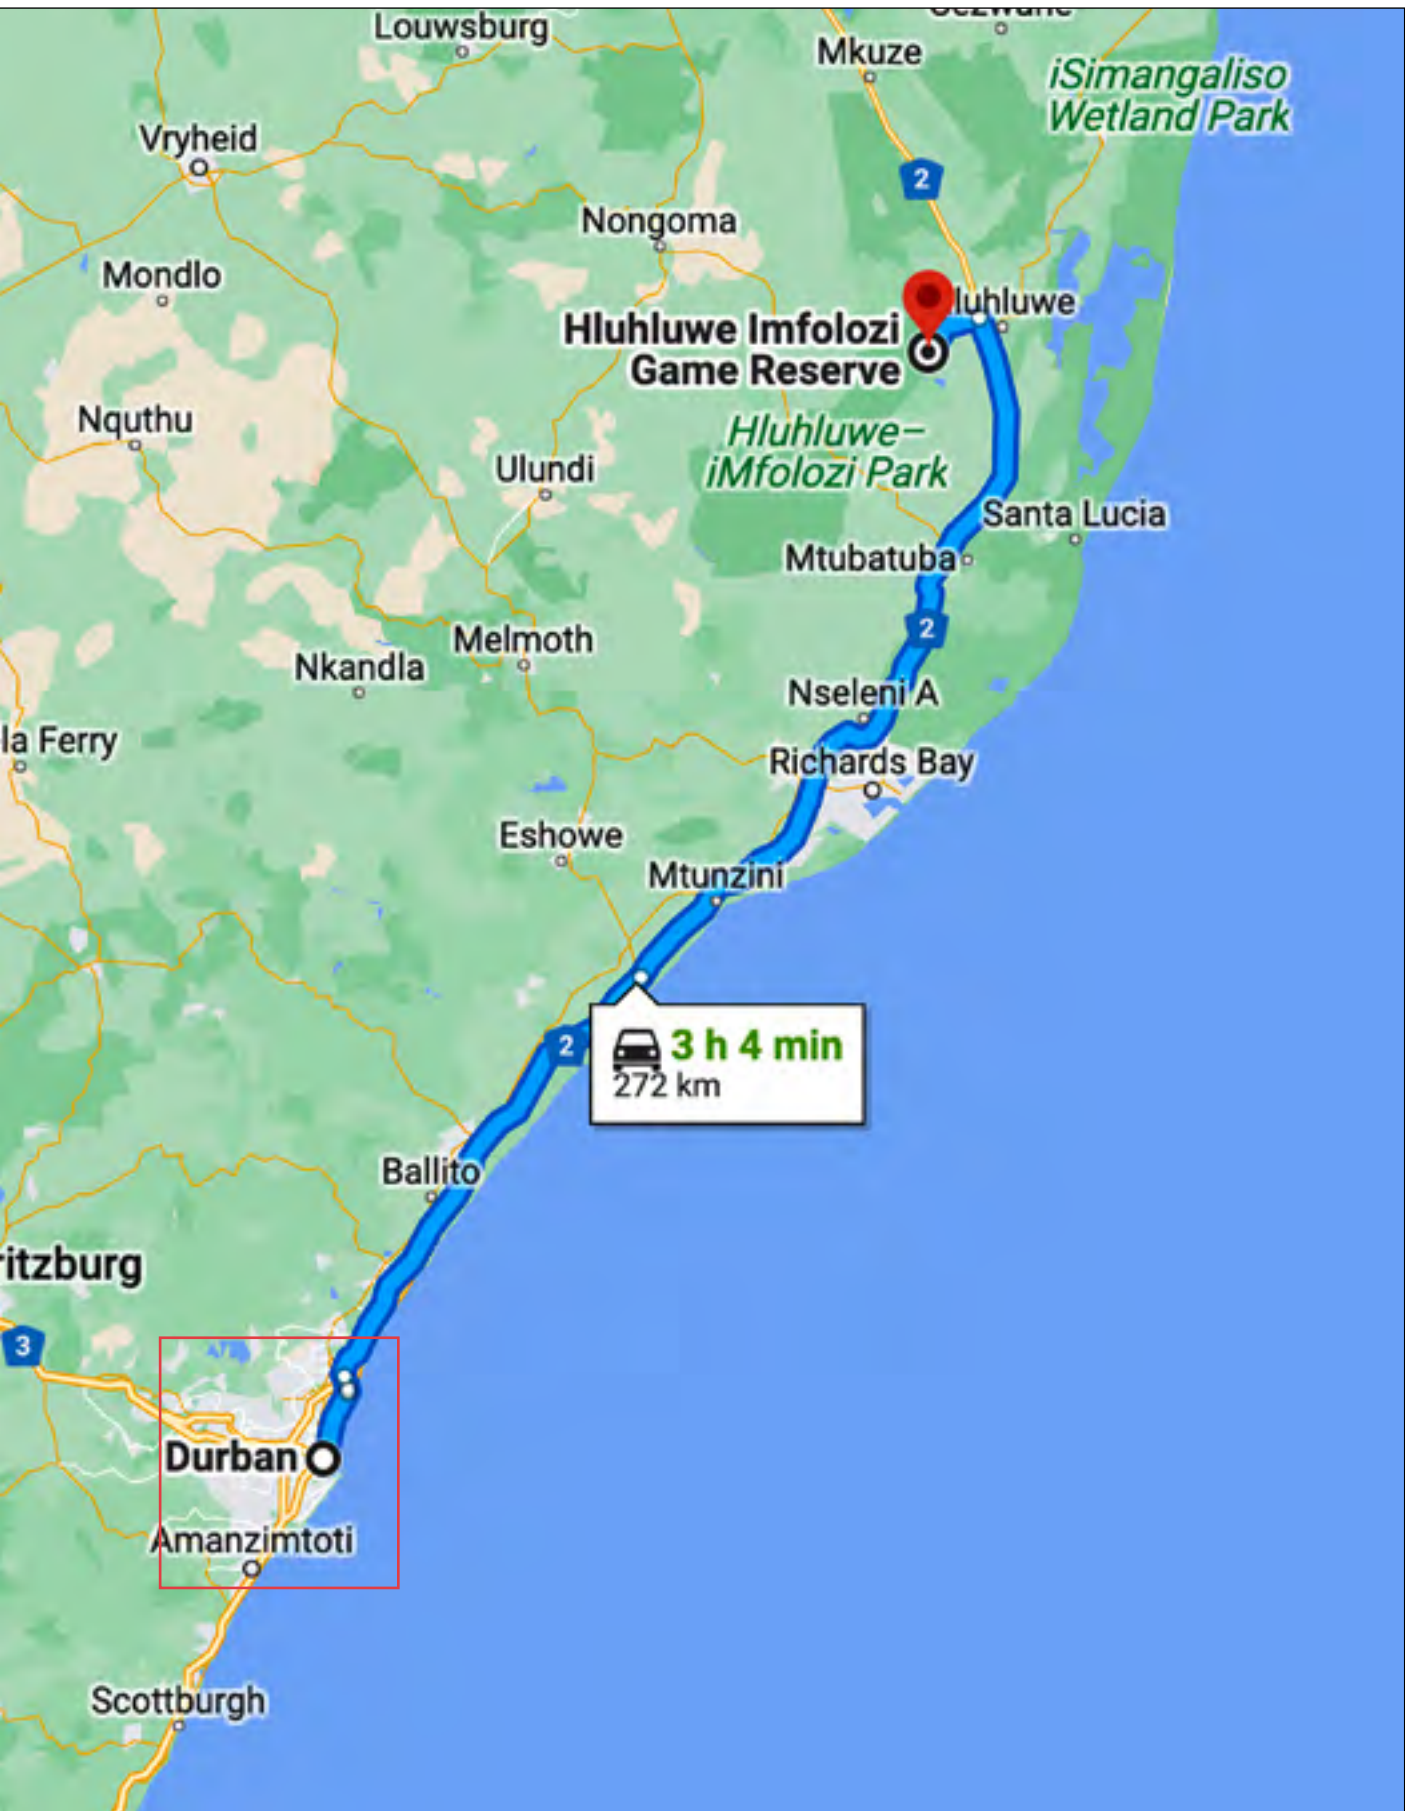 Louwsburg
Mkuze
iSimangaliso
Wetland Park
Vryheid
2
Nongoma
Mondlo
luhluwe
Hluhluwe Imfolozi
Game Reserve
Nquthu
Hluhluwe–
iMfolozi Park
Ulundi
Santa Lucia
Mtubatuba
2
Melmoth
Nkandla
Nseleni A
la Ferry
Richards Bay
Eshowe
Mtunzini
2
3 h 4 min
272 km
Ballito
ritzburg
3
Durban
Amanzimtoti
Scottburgh